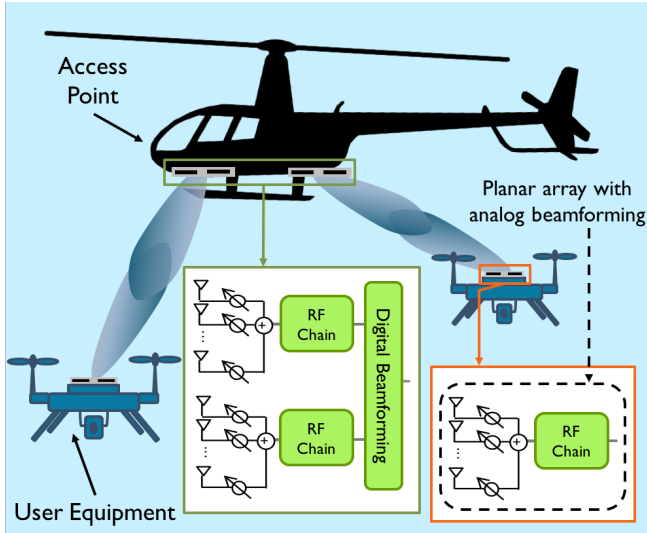 Access
Point
Planar array with
analog beamforming
RF
Chain
RF
Chain
Digital Beamforming
RF
Chain
User Equipment